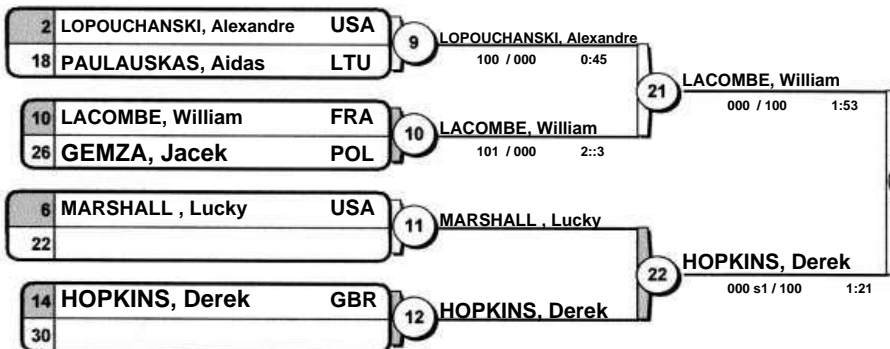 2 LOPOUCHANSKI, Alexandre USA
18 PAULAUSKAS, Aidas LTU
9
LOPOUCHANSKI, Alexandre
100 / 000 0:45
10 LACOMBE, William FRA
26 GEMZA, Jacek POL
10
LACOMBE, William
101 / 000 2::3
21
LACOMBE, William
000 / 100 1:53
6 MARSHALL , Lucky USA
22
11
MARSHALL , Lucky
14 HOPKINS, Derek GBR
30
12
HOPKINS, Derek
22
HOPKINS, Derek
000 s1 / 100 1:21